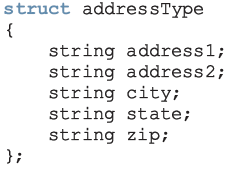 struct addressType
{
    string address1;
    string address2;
    string city;
    string state;
    string zip;
};